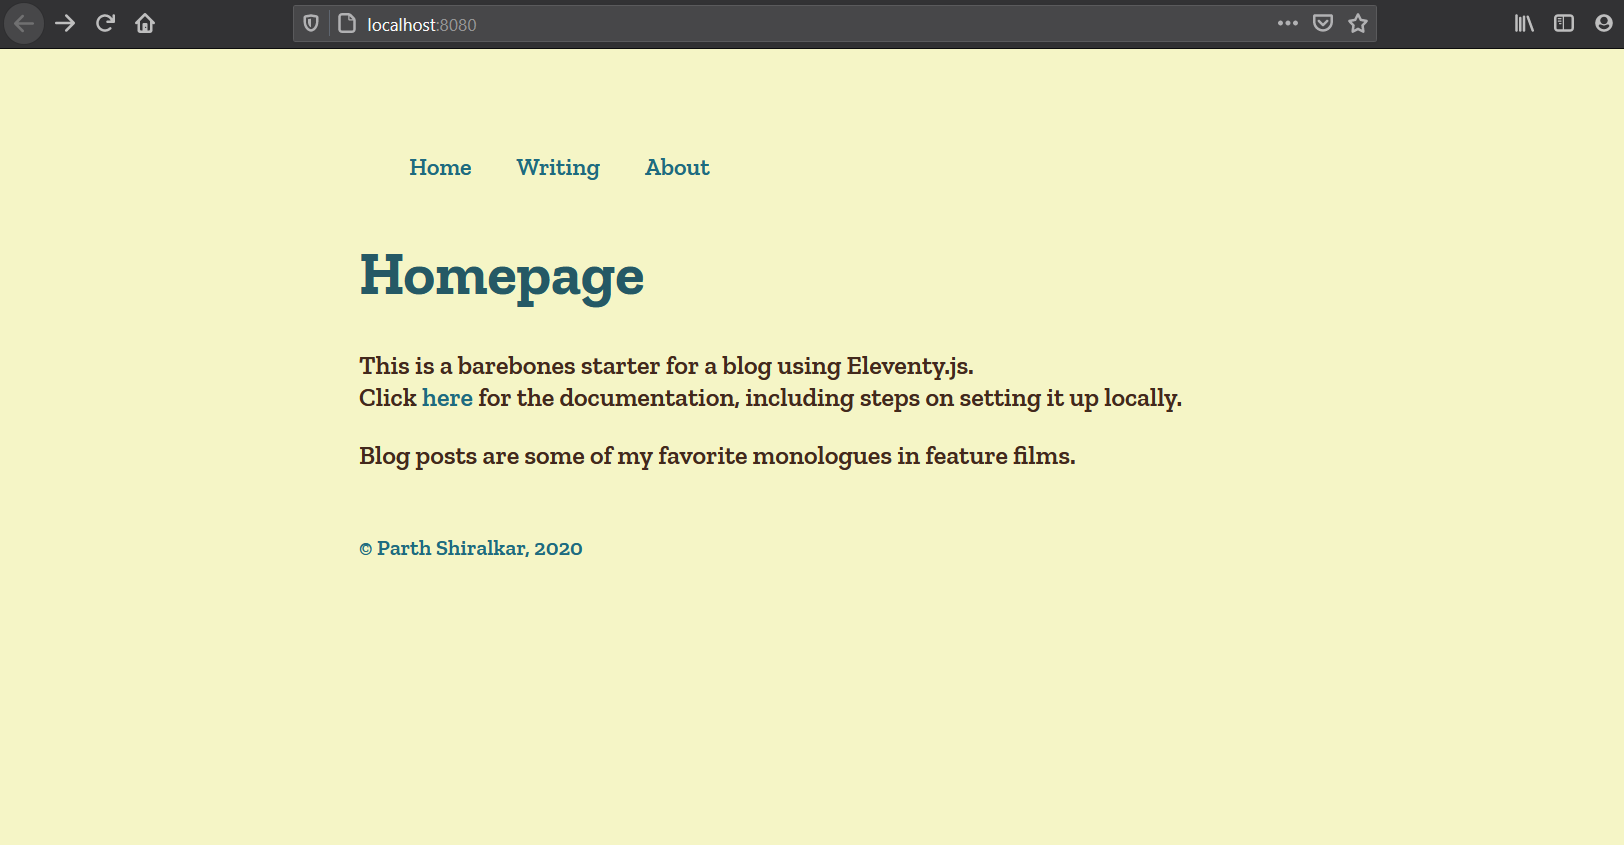 localhost:8080
Home Writing About
Homepage
This is a barebones starter for a blog using Eleventy.js.
Click here for the documentation, including steps on setting it up locally.
Blog posts are some of my favorite monologues in feature films.
© Parth Shiralkar, 2020